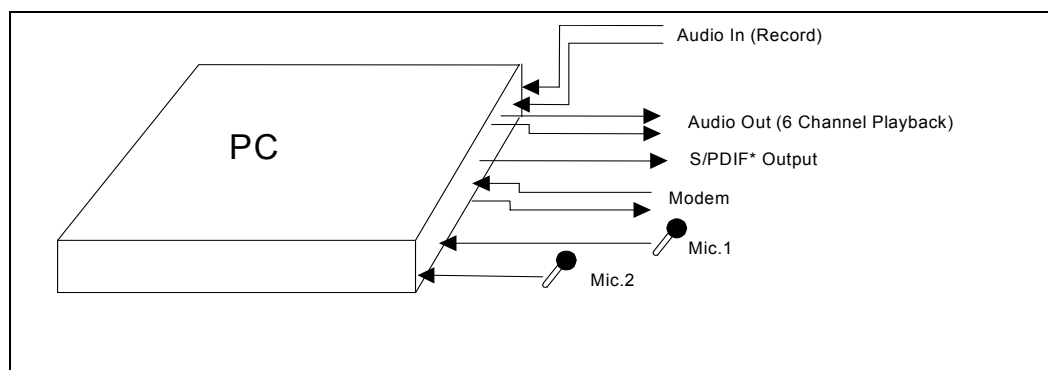 Audio In (Record)
PC
Audio Out (6 Channel Playback)
S/PDIF* Output
Modem
Mic.1
Mic.2